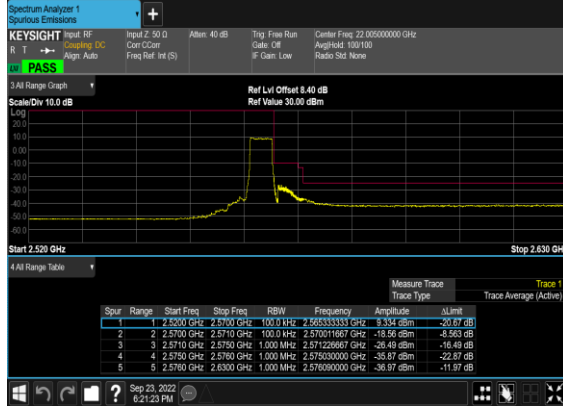 Spectrum Analyzer 1
Spurious Emissions
+
KEYSIGHT Input: RF Input Z: 50 Ω Atten: 40 dB Trig: Free Run Center Freq: 22.005000000 GHz
R T Coupling: DC Corr CCorr Gate: Off Avg|Hold: 100/100
Align: Auto Freq Ref: Int (S) IF Gain: Low Radio Std: None
PASS
3 All Range Graph
Ref Lvl Offset 8.40 dB
Scale/Div 10.0 dB Ref Value 30.00 dBm
Log
20.0
10.0
0.00
-10.0
-20.0
-30.0
-40.0
-50.0
-60.0
Start 2.520 GHz Stop 2.630 GH
4 All Range Table
Measure Trace Trace 1
Trace Type Trace Average (Active)
Spur Range Start Freq Stop Freq RBW Frequency Amplitude ΔLimit
1 1 2.5200 GHz 2.5700 GHz 100.0 kHz 2.565333333 GHz 9.334 dBm -20.67 dB
2 2 2.5700 GHz 2.5710 GHz 100.0 kHz 2.570011667 GHz -18.56 dBm -8.563 dB
3 3 2.5710 GHz 2.5750 GHz 1.000 MHz 2.571226667 GHz -26.49 dBm -16.49 dB
4 4 2.5750 GHz 2.5760 GHz 1.000 MHz 2.575030000 GHz -35.87 dBm -22.87 dB
5 5 2.5760 GHz 2.6300 GHz 1.000 MHz 2.576090000 GHz -36.97 dBm -11.97 dB
? Sep 23, 2022
6:21:23 PM